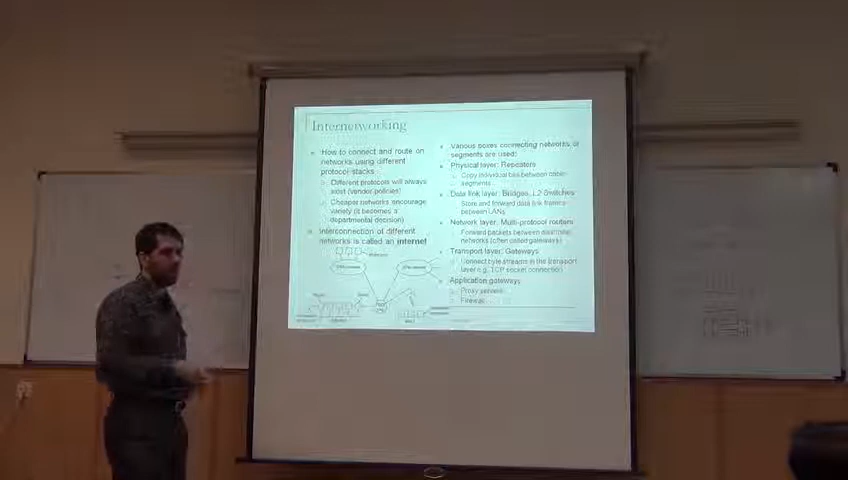 Internetworking
How to connect and route on
networks using different
protocol stacks
Different protocols will always
exist (vendor policies)
Cheaper networks encourage
variety (it becomes a
departmental decision)
Interconnection of different
networks is called an internet
Various boxes connecting networks or
segments are used:
Physical layer: Repeaters
Copy individual bits between cable
segments
Data link layer: Bridges, L2-Switches
Store and forward data link frames
between LANs
Network layer: Multi-protocol routers
Forward packets between dissimilar
networks (often called gateways)
Transport layer: Gateways
Connect byte streams in the transport
layer e.g. TCP socket connection)
Application gateways
Proxy servers
Firewall